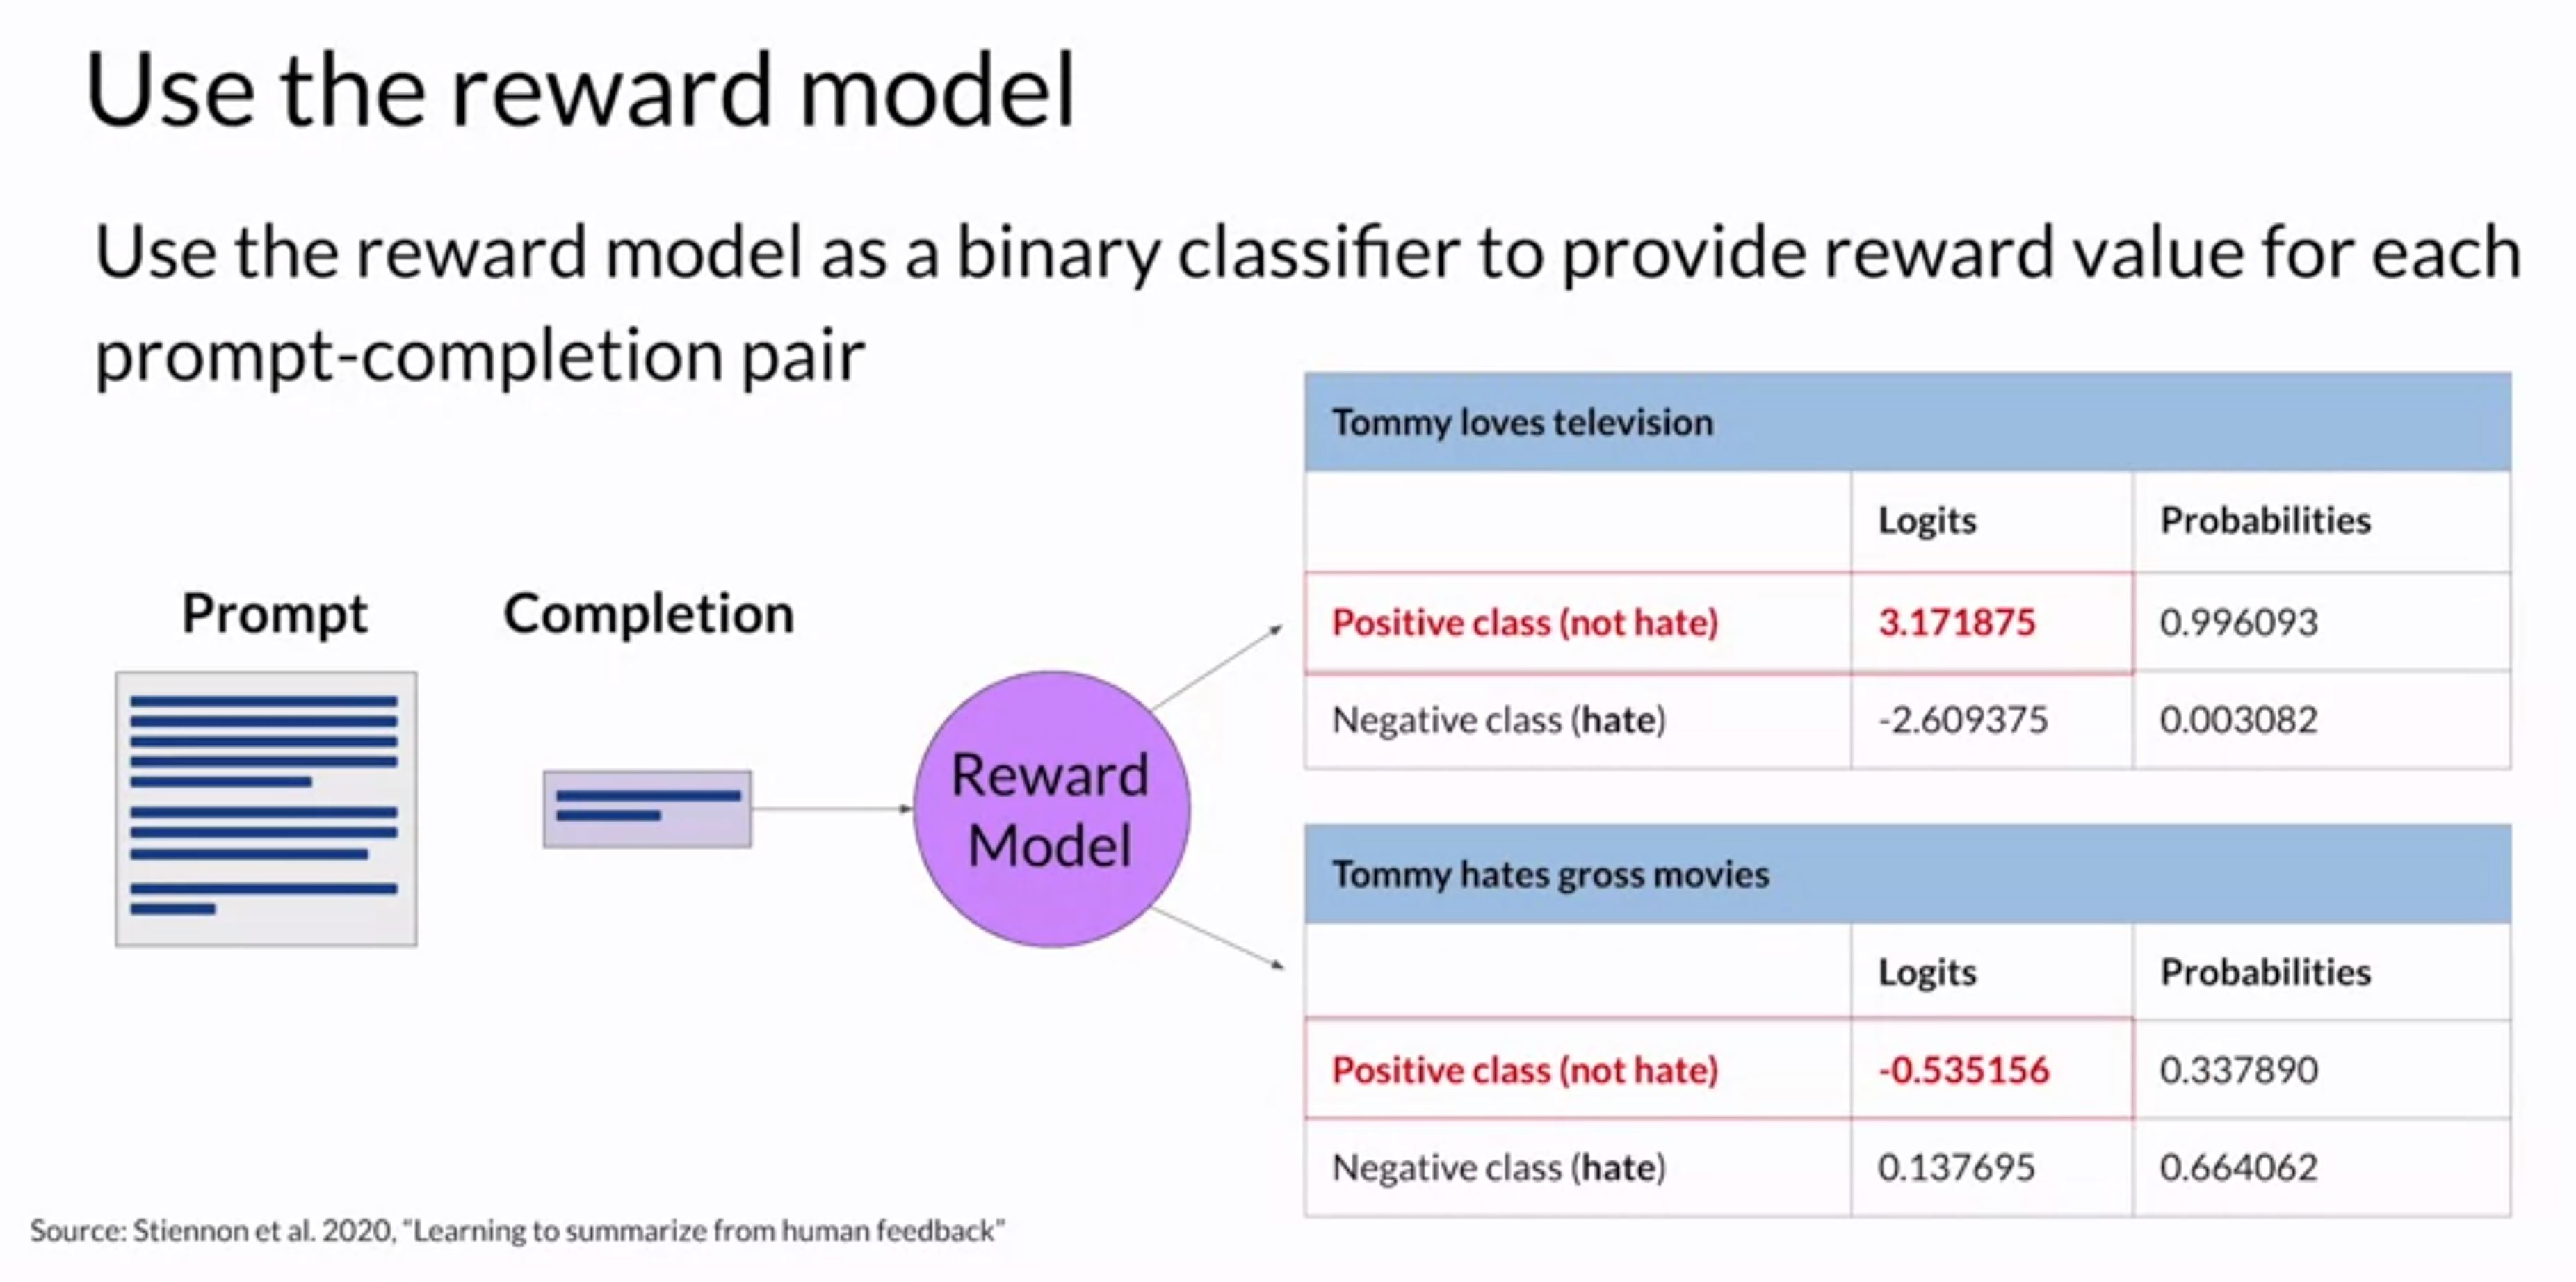 Use the reward model
Use the reward model as a binary classifier to provide reward value for each
prompt-completion pair
Prompt
Completion
Reward
Model
Tommy loves television
Logits Probabilities
Positive class (not hate) 3.171875 0.996093
Negative class (hate) -2.609375 0.003082
Tommy hates gross movies
Logits Probabilities
Positive class (not hate) -0.535156 0.337890
Negative class (hate) 0.137695 0.664062
Source: Stiennon et al. 2020, “Learning to summarize from human feedback”